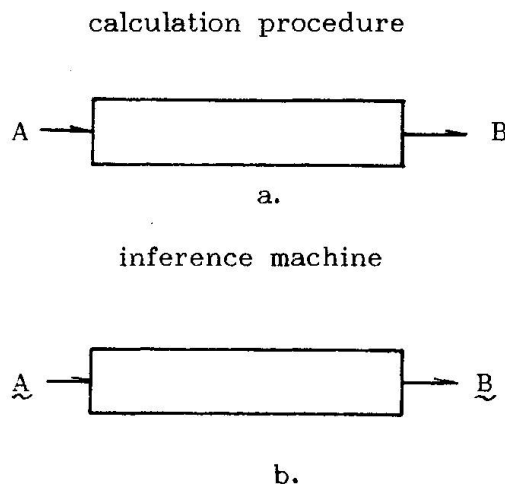 calculation procedure
A B
a.
inference machine
A B
b.